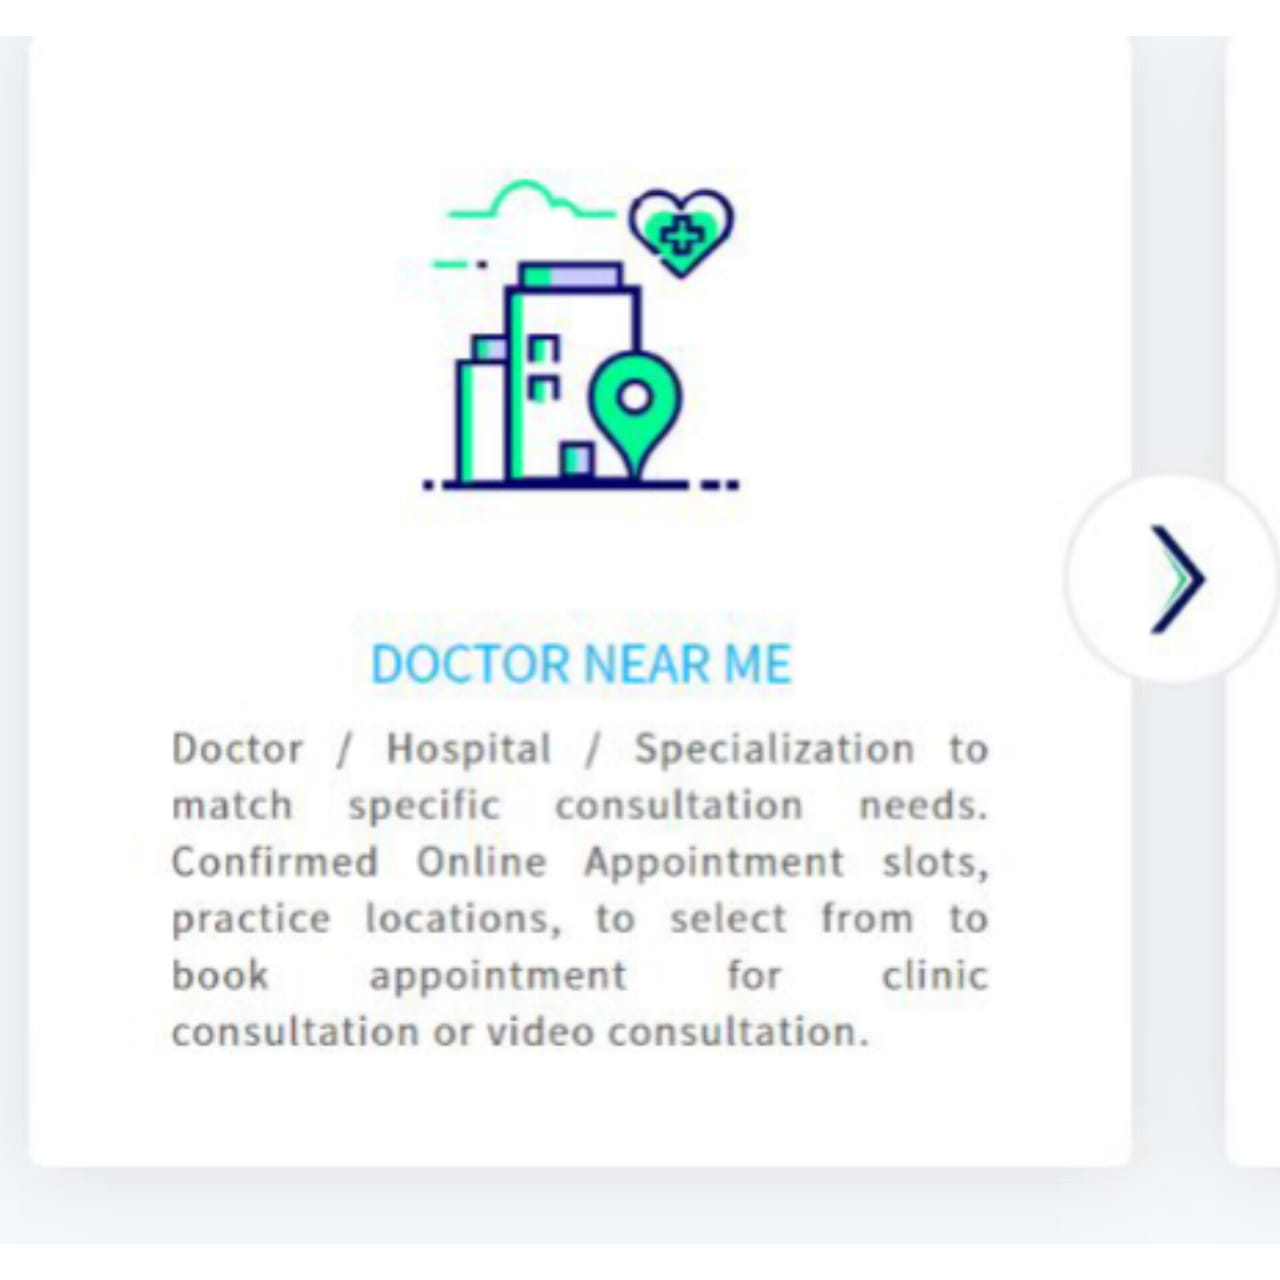 DOCTOR NEAR ME
Doctor / Hospital / Specialization to
match specific consultation needs.
Confirmed Online Appointment slots,
practice locations, to select from to
book appointment for clinic
consultation or video consultation.